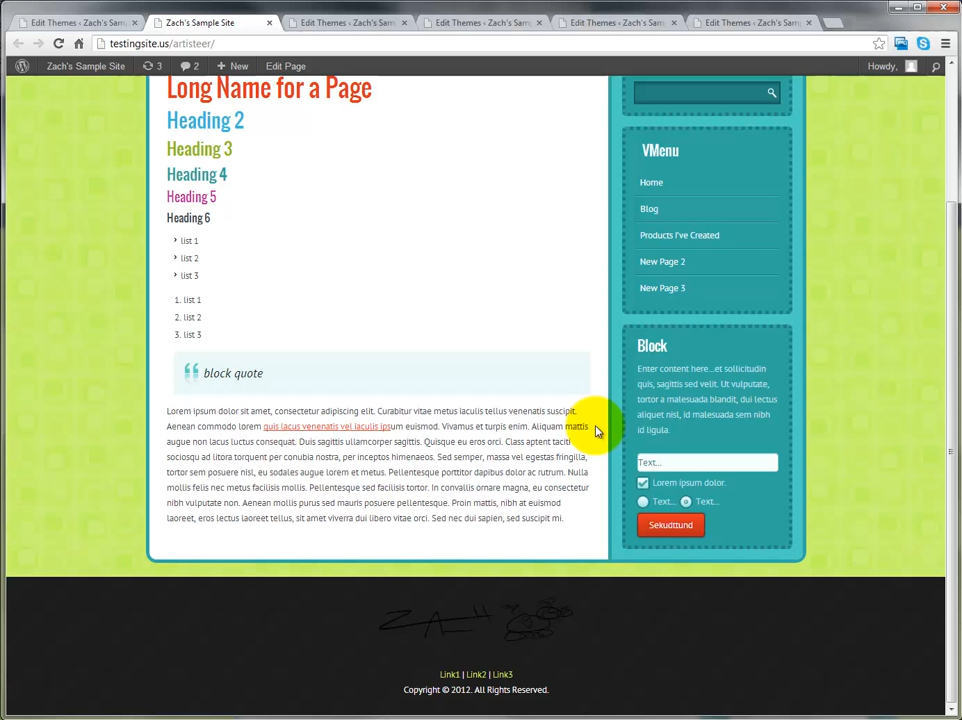 Edit Themes ‹ Zach's Sam
Zach's Sample Site
Edit Themes ‹ Zach's Sam
Edit Themes ‹ Zach's Sam
Edit Themes ‹ Zach's Sam
Edit Themes ‹ Zach's Sam
testingsite.us/artisteer/
Zach's Sample Site 3 2 + New Edit Page Howdy,
Long Name for a Page
Heading 2
Heading 3
Heading 4
Heading 5
Heading 6
› list 1
› list 2
› list 3
1. list 1
2. list 2
3. list 3
block quote
Lorem ipsum dolor sit amet, consectetur adipiscing elit. Curabitur vitae metus iaculis tellus venenatis suscipit.
Aenean commodo lorem quis lacus venenatis vel iaculis ipsum euismod. Vivamus et turpis enim. Aliquam mattis
augue non lacus luctus consequat. Duis sagittis ullamcorper sagittis. Quisque eu eros orci. Class aptent taciti
sociosqu ad litora torquent per conubia nostra, per inceptos himenaeos. Sed semper, massa vel egestas fringilla,
tortor sem posuere nisl, eu sodales augue lorem et metus. Pellentesque porttitor dapibus dolor ac rutrum. Nulla
mollis felis nec metus facilisis mollis. Pellentesque sed facilisis tortor. In convallis ornare magna, eu consectetur
nibh vulputate non. Aenean mollis purus sed mauris posuere pellentesque. Proin mattis, nibh at euismod
laoreet, eros lectus laoreet tellus, sit amet viverra dui libero vitae orci. Sed nec dui sapien, sed suscipit mi.
VMenu
Home
Blog
Products I've Created
New Page 2
New Page 3
Block
Enter content here...et sollicitudin
quis, sagittis sed velit. Ut vulputate,
tortor a malesuada blandit, dui lectus
aliquet nisl, id malesuada sem nibh
id ligula.
Text...
Lorem ipsum dolor.
Text... Text...
Sekudttund
ZACH
Link1 | Link2 | Link3
Copyright © 2012. All Rights Reserved.